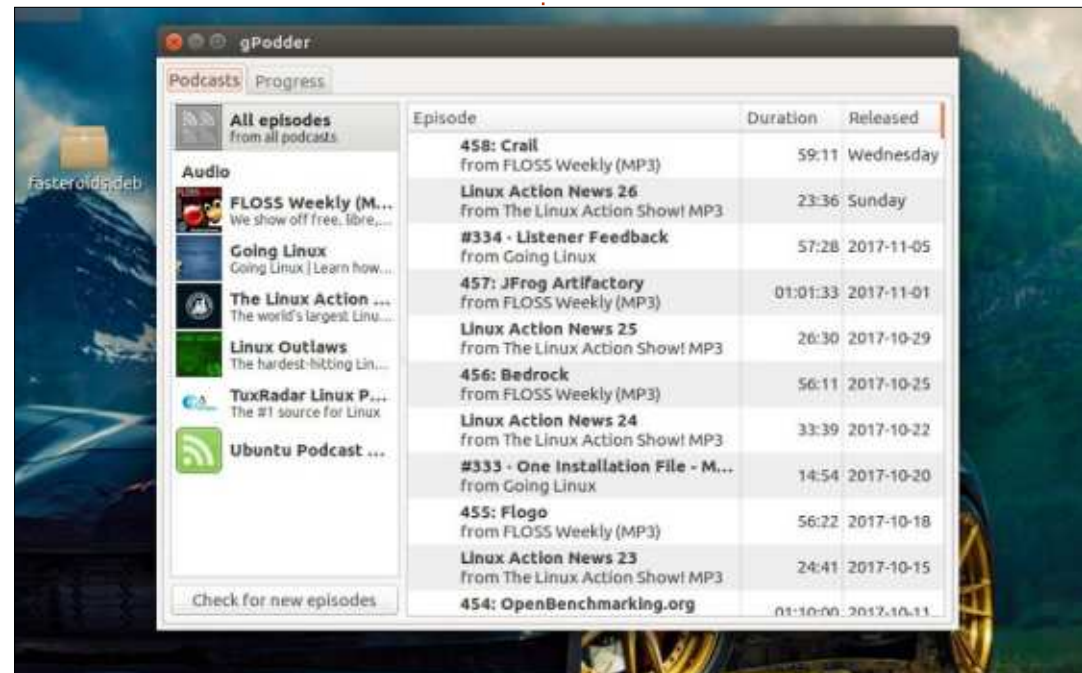 gPodder
Podcasts Progress
fasteroids.deb
All episodes
from all podcasts
Audio
FLOSS Weekly (M...
We show off free, libre,...
Going Linux
Going Linux | Learn how...
The Linux Action ...
The world's largest Linu...
Linux Outlaws
The hardest-hitting Lin...
TuxRadar Linux P...
The #1 source for Linux
Ubuntu Podcast ...
Check for new episodes
Episode Duration Released
458: Crail
from FLOSS Weekly (MP3)
59:11 Wednesday
Linux Action News 26
from The Linux Action Show! MP3
23:36 Sunday
#334 - Listener Feedback
from Going Linux
57:28 2017-11-05
457: JFrog Artifactory
from FLOSS Weekly (MP3)
01:01:33 2017-11-01
Linux Action News 25
from The Linux Action Show! MP3
26:30 2017-10-29
456: Bedrock
from FLOSS Weekly (MP3)
56:11 2017-10-25
Linux Action News 24
from The Linux Action Show! MP3
33:39 2017-10-22
#333 · One Installation File - M...
from Going Linux
14:54 2017-10-20
455: Flogo
from FLOSS Weekly (MP3)
56:22 2017-10-18
Linux Action News 23
from The Linux Action Show! MP3
24:41 2017-10-15
454: OpenBenchmarking.org
01:10:00 2017-10-11